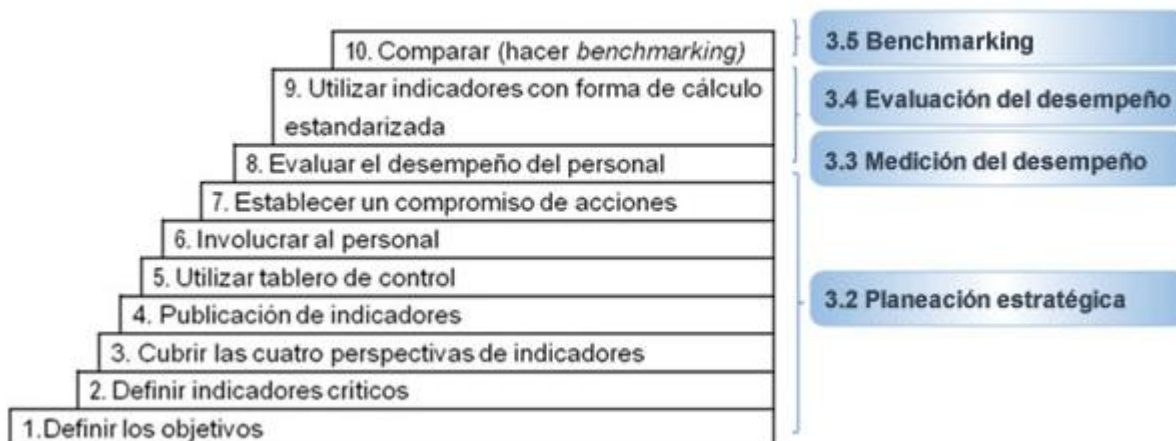 10. Comparar (hacer benchmarking)
9. Utilizar indicadores con forma de cálculo
estandarizada
8. Evaluar el desempeño del personal
7. Establecer un compromiso de acciones
6. Involucrar al personal
5. Utilizar tablero de control
4. Publicación de indicadores
3. Cubrir las cuatro perspectivas de indicadores
2. Definir indicadores criticos
1.Definir los objetivos
3.5 Benchmarking
3.4 Evaluación del desempeño
3.3 Medición del desempeño
3.2 Planeación estratégica